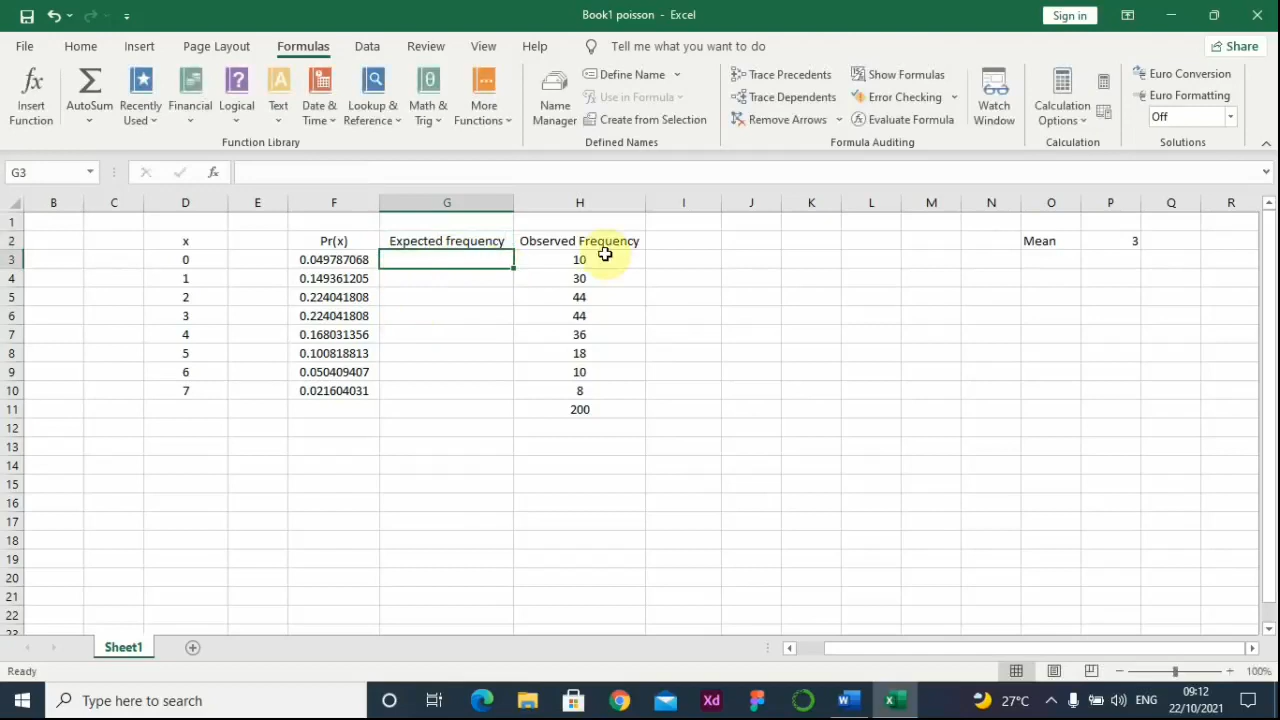 Book1 poisson - Excel
Sign in
File Home Insert Page Layout Formulas Data Review View Help Tell me what you want to do Share
Insert Function
AutoSum
Recently Used
Financial
Logical
Text
Date & Time
Lookup & Reference
Math & Trig
More Functions
Function Library
Name Manager
Define Name
Use in Formula
Create from Selection
Defined Names
Trace Precedents
Trace Dependents
Remove Arrows
Show Formulas
Error Checking
Evaluate Formula
Formula Auditing
Watch Window
Calculation Options
Calculation
Euro Conversion
Euro Formatting
Off
Solutions
G3 fx
B C D E F G H I J K L M N O P Q R
1
2 x Pr(x) Expected frequency Observed Frequency Mean 3
3 0 0.049787068 10
4 1 0.149361205 30
5 2 0.224041808 44
6 3 0.224041808 44
7 4 0.168031356 36
8 5 0.100818813 18
9 6 0.050409407 10
10 7 0.021604031 8
11 200
12
13
14
15
16
17
18
19
20
21
22
23
Sheet1
Ready 100%
Type here to search
27°C ENG 09:12
22/10/2021